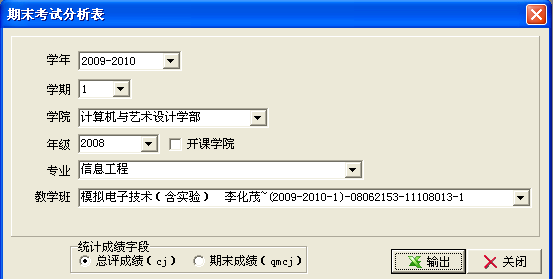 期末考试分析表
学年 2009-2010
学期 1
学院 计算机与艺术设计学部
年级 2008 开课学院
专业 信息工程
教学班 模拟电子技术（含实验） 李化茂~(2009-2010-1)-08062153-11108013-1
统计成绩字段
总评成绩（cj） 期末成绩（qmcj） 输出 关闭